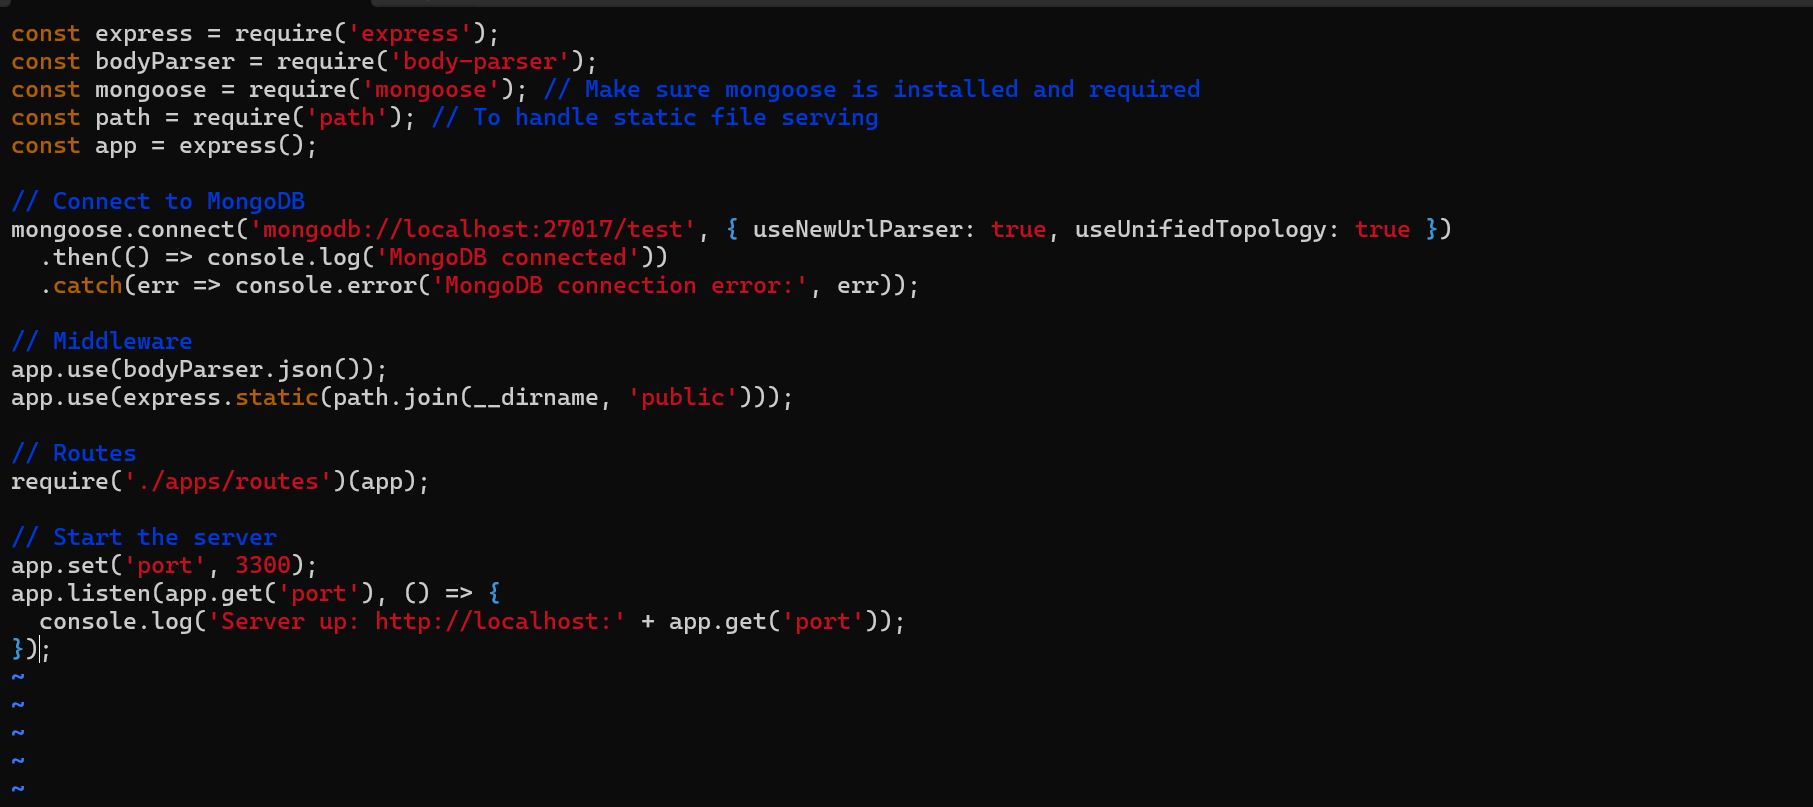 const express = require('express');
const bodyParser = require('body-parser');
const mongoose = require('mongoose'); // Make sure mongoose is installed and required
const path = require('path'); // To handle static file serving
const app = express();

// Connect to MongoDB
mongoose.connect('mongodb://localhost:27017/test', { useNewUrlParser: true, useUnifiedTopology: true })
  .then(() => console.log('MongoDB connected'))
  .catch(err => console.error('MongoDB connection error:', err));

// Middleware
app.use(bodyParser.json());
app.use(express.static(path.join(__dirname, 'public')));

// Routes
require('./apps/routes')(app);

// Start the server
app.set('port', 3300);
app.listen(app.get('port'), () => {
  console.log('Server up: http://localhost:' + app.get('port'));
});
~
~
~
~
~